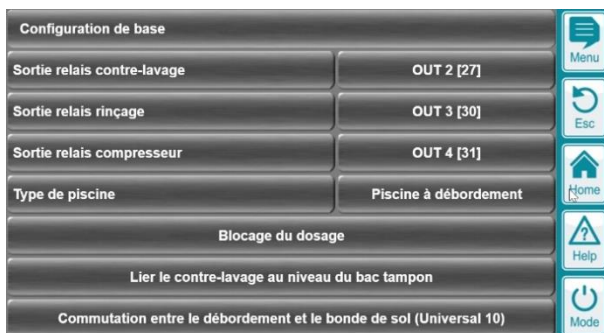 Configuration de base
Sortie relais contre-lavage OUT 2 [27]
Sortie relais rinçage OUT 3 [30]
Sortie relais compresseur OUT 4 [31]
Type de piscine Piscine à débordement
Blocage du dosage
Lier le contre-lavage au niveau du bac tampon
Commutation entre le débordement et le bonde de sol (Universal 10)
Menu
Esc
Home
Help
Mode